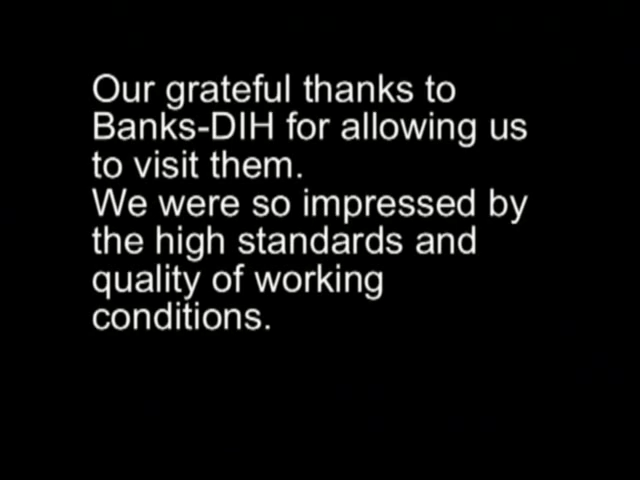 Our grateful thanks to
Banks-DIH for allowing us
to visit them.
We were so impressed by
the high standards and
quality of working
conditions.